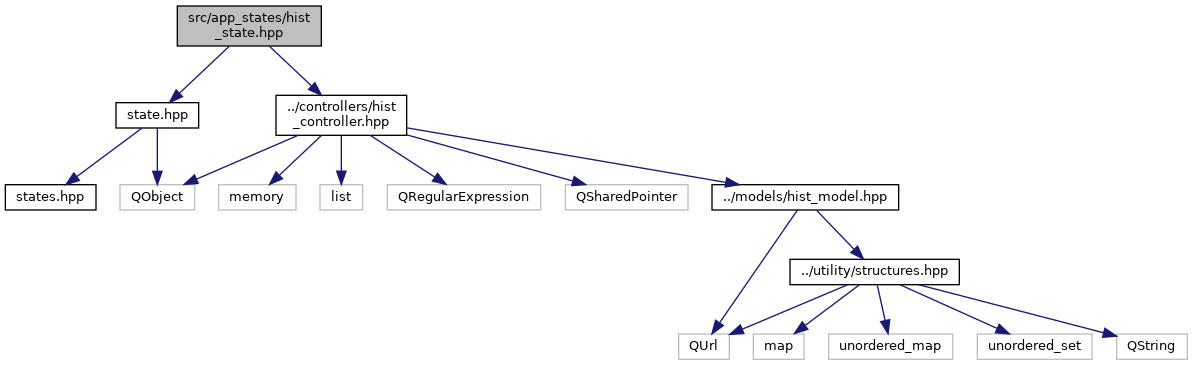 src/app_states/hist
_state.hpp
state.hpp
../controllers/hist
_controller.hpp
states.hpp
QObject
memory
list
QRegularExpression
QSharedPointer
../models/hist_model.hpp
../utility/structures.hpp
QUrl
map
unordered_map
unordered_set
QString